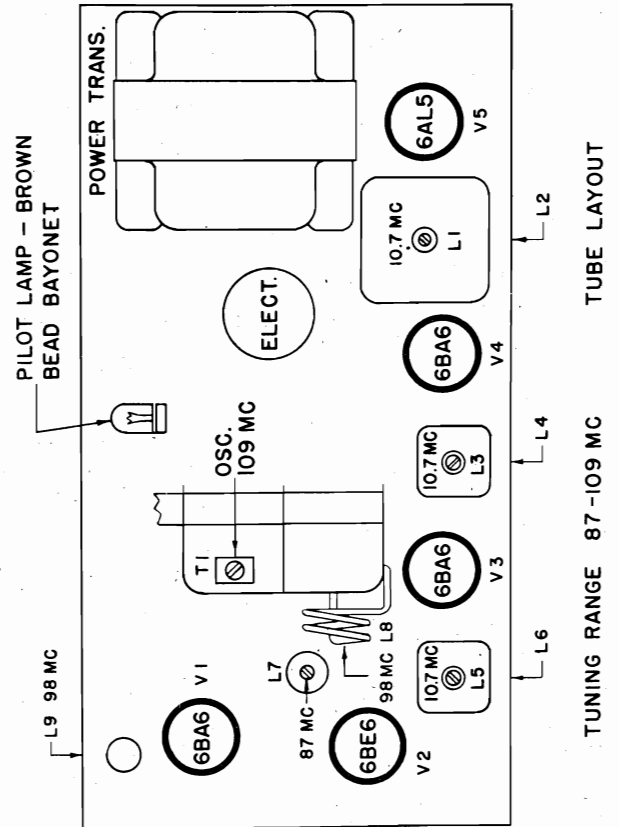 PILOT LAMP – BROWN
BEAD BAYONET
L9 98 MC
POWER TRANS.
6BA6
V1
T1
OSC.
109 MC
ELECT.
L7
87 MC
L8
98 MC
6BE6
V2
10.7 MC
L5
6BA6
V3
10.7 MC
L3
6BA6
V4
10.7 MC
L1
6AL5
V5
L6
L4
L2
TUNING RANGE 87-109 MC
TUBE LAYOUT